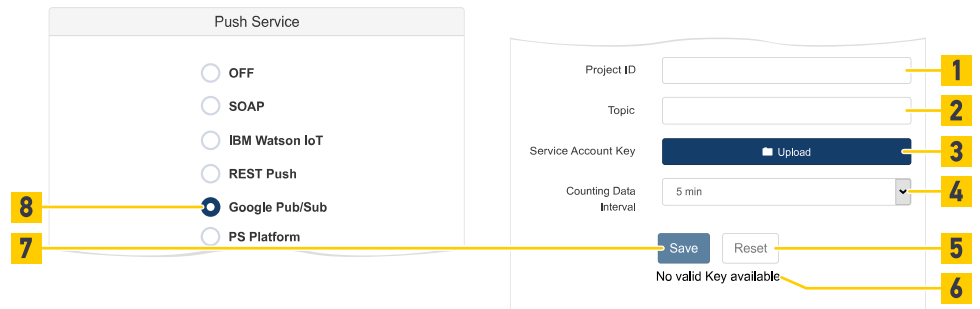 Push Service
OFF
SOAP
IBM Watson IoT
REST Push
8
Google Pub/Sub
7
PS Platform
Project ID
1
Topic
2
Service Account Key
Upload
3
Counting Data
Interval
5 min
4
Save
Reset
5
No valid Key available
6